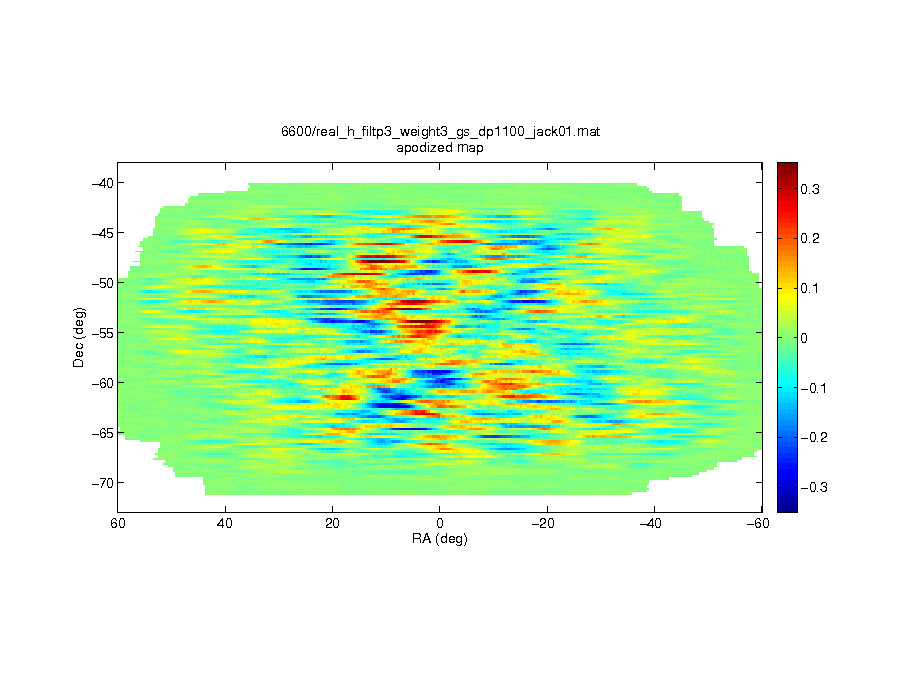 6600/real_h_filtp3_weight3_gs_dp1100_jack01.mat
apodized map
Dec (deg)
−40
−45
−50
−55
−60
−65
−70
60 40 20 0 −20 −40 −60
RA (deg)
0.3
0.2
0.1
0
−0.1
−0.2
−0.3